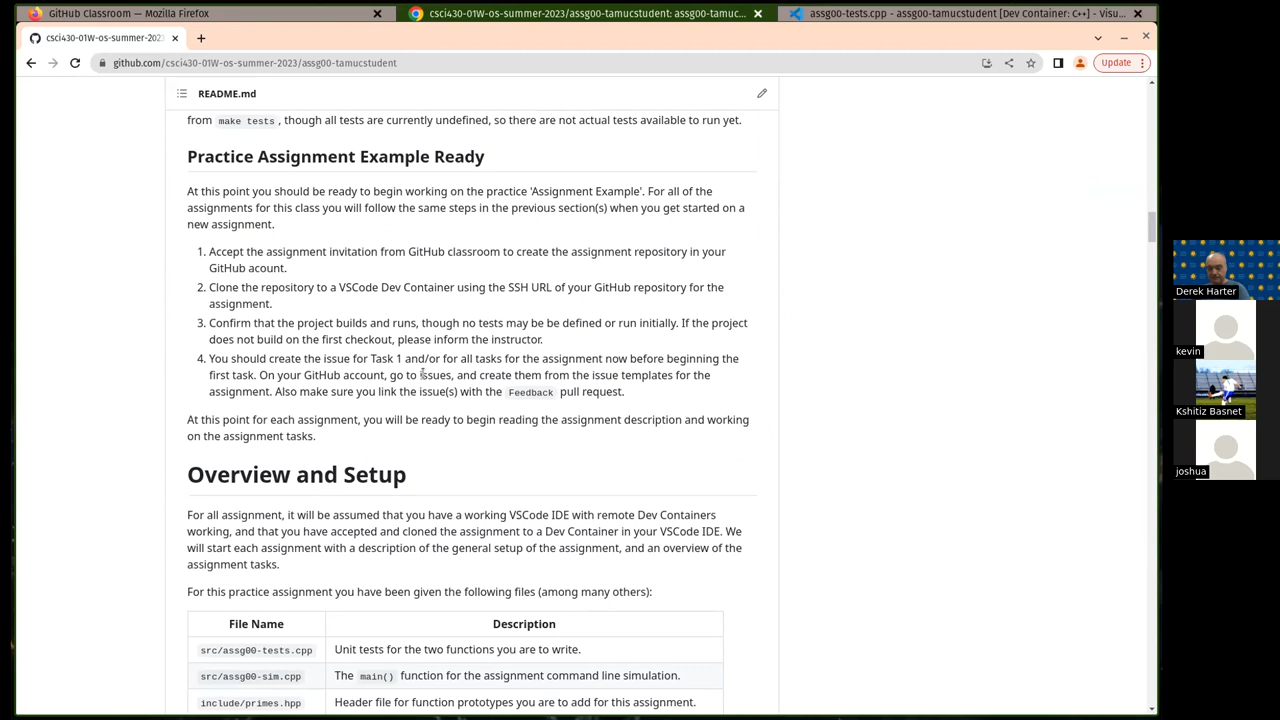 GitHub Classroom — Mozilla Firefox
csci430-01W-os-summer-2023/assg00-tamucstudent: assg00-tamuc...
assg00-tests.cpp - assg00-tamucstudent [Dev Container: C++] - Visu...
csci430-01W-os-summer-2023
github.com/csci430-01W-os-summer-2023/assg00-tamucstudent
Update
README.md
from make tests , though all tests are currently undefined, so there are not actual tests available to run yet.
Practice Assignment Example Ready
At this point you should be ready to begin working on the practice 'Assignment Example'. For all of the
assignments for this class you will follow the same steps in the previous section(s) when you get started on a
new assignment.
1. Accept the assignment invitation from GitHub classroom to create the assignment repository in your
GitHub acount.
2. Clone the repository to a VSCode Dev Container using the SSH URL of your GitHub repository for the
assignment.
3. Confirm that the project builds and runs, though no tests may be be defined or run initially. If the project
does not build on the first checkout, please inform the instructor.
4. You should create the issue for Task 1 and/or for all tasks for the assignment now before beginning the
first task. On your GitHub account, go to issues, and create them from the issue templates for the
assignment. Also make sure you link the issue(s) with the Feedback pull request.
At this point for each assignment, you will be ready to begin reading the assignment description and working
on the assignment tasks.
Overview and Setup
For all assignment, it will be assumed that you have a working VSCode IDE with remote Dev Containers
working, and that you have accepted and cloned the assignment to a Dev Container in your VSCode IDE. We
will start each assignment with a description of the general setup of the assignment, and an overview of the
assignment tasks.
For this practice assignment you have been given the following files (among many others):
File Name Description
src/assg00-tests.cpp Unit tests for the two functions you are to write.
src/assg00-sim.cpp The main() function for the assignment command line simulation.
include/primes.hpp Header file for function prototypes you are to add for this assignment.
Derek Harter
kevin
Kshitiz Basnet
joshua